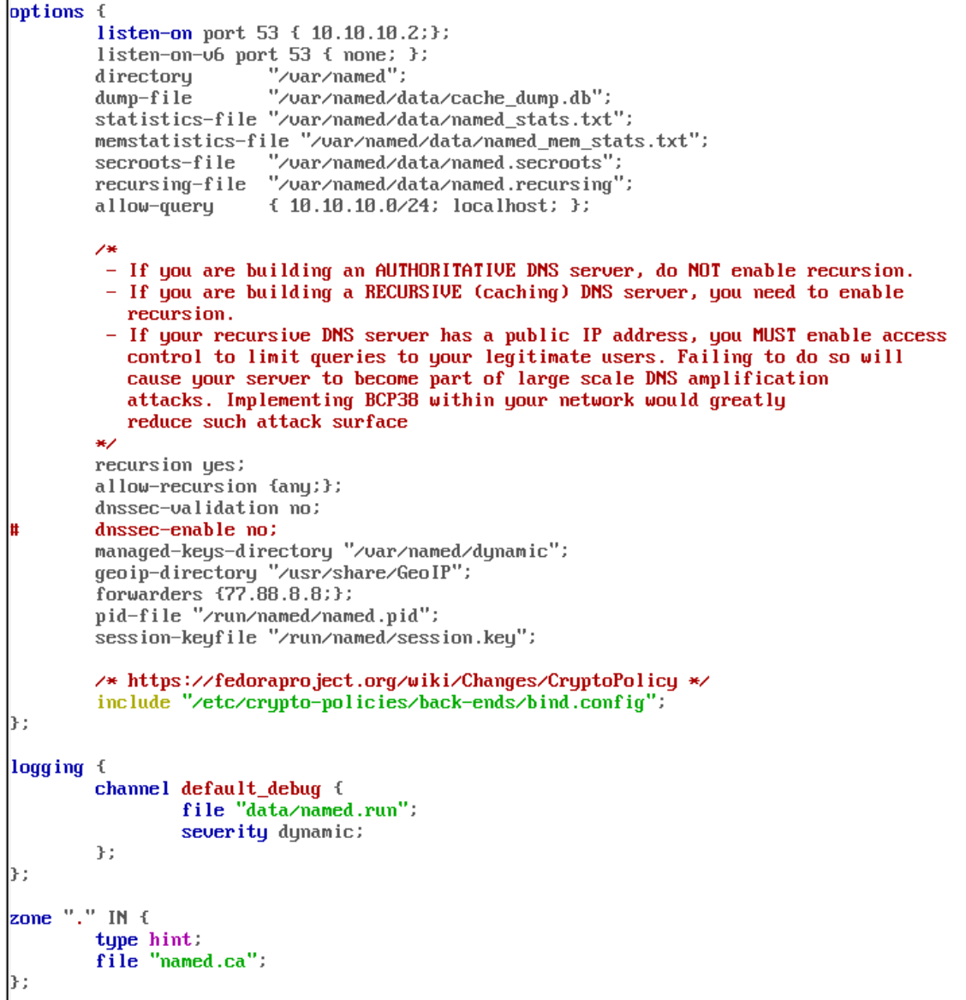 options {
listen-on port 53 { 10.10.10.2;};
listen-on-v6 port 53 { none; };
directory "/var/named";
dump-file "/var/named/data/cache_dump.db";
statistics-file "/var/named/data/named_stats.txt";
memstatistics-file "/var/named/data/named_mem_stats.txt";
secroots-file "/var/named/data/named.secroots";
recursing-file "/var/named/data/named.recursing";
allow-query { 10.10.10.0/24; localhost; };
/*
- If you are building an AUTHORITATIVE DNS server, do NOT enable recursion.
- If you are building a RECURSIVE (caching) DNS server, you need to enable
recursion.
- If your recursive DNS server has a public IP address, you MUST enable access
control to limit queries to your legitimate users. Failing to do so will
cause your server to become part of large scale DNS amplification
attacks. Implementing BCP38 within your network would greatly
reduce such attack surface
*/
recursion yes;
allow-recursion {any;};
dnssec-validation no;
# dnssec-enable no;
managed-keys-directory "/var/named/dynamic";
geoip-directory "/usr/share/GeoIP";
forwarders {77.88.8.8;};
pid-file "/run/named/named.pid";
session-keyfile "/run/named/session.key";
/* https://fedoraproject.org/wiki/Changes/CryptoPolicy */
include "/etc/crypto-policies/back-ends/bind.config";
};
logging {
channel default_debug {
file "data/named.run";
severity dynamic;
};
};
zone "." IN {
type hint;
file "named.ca";
};